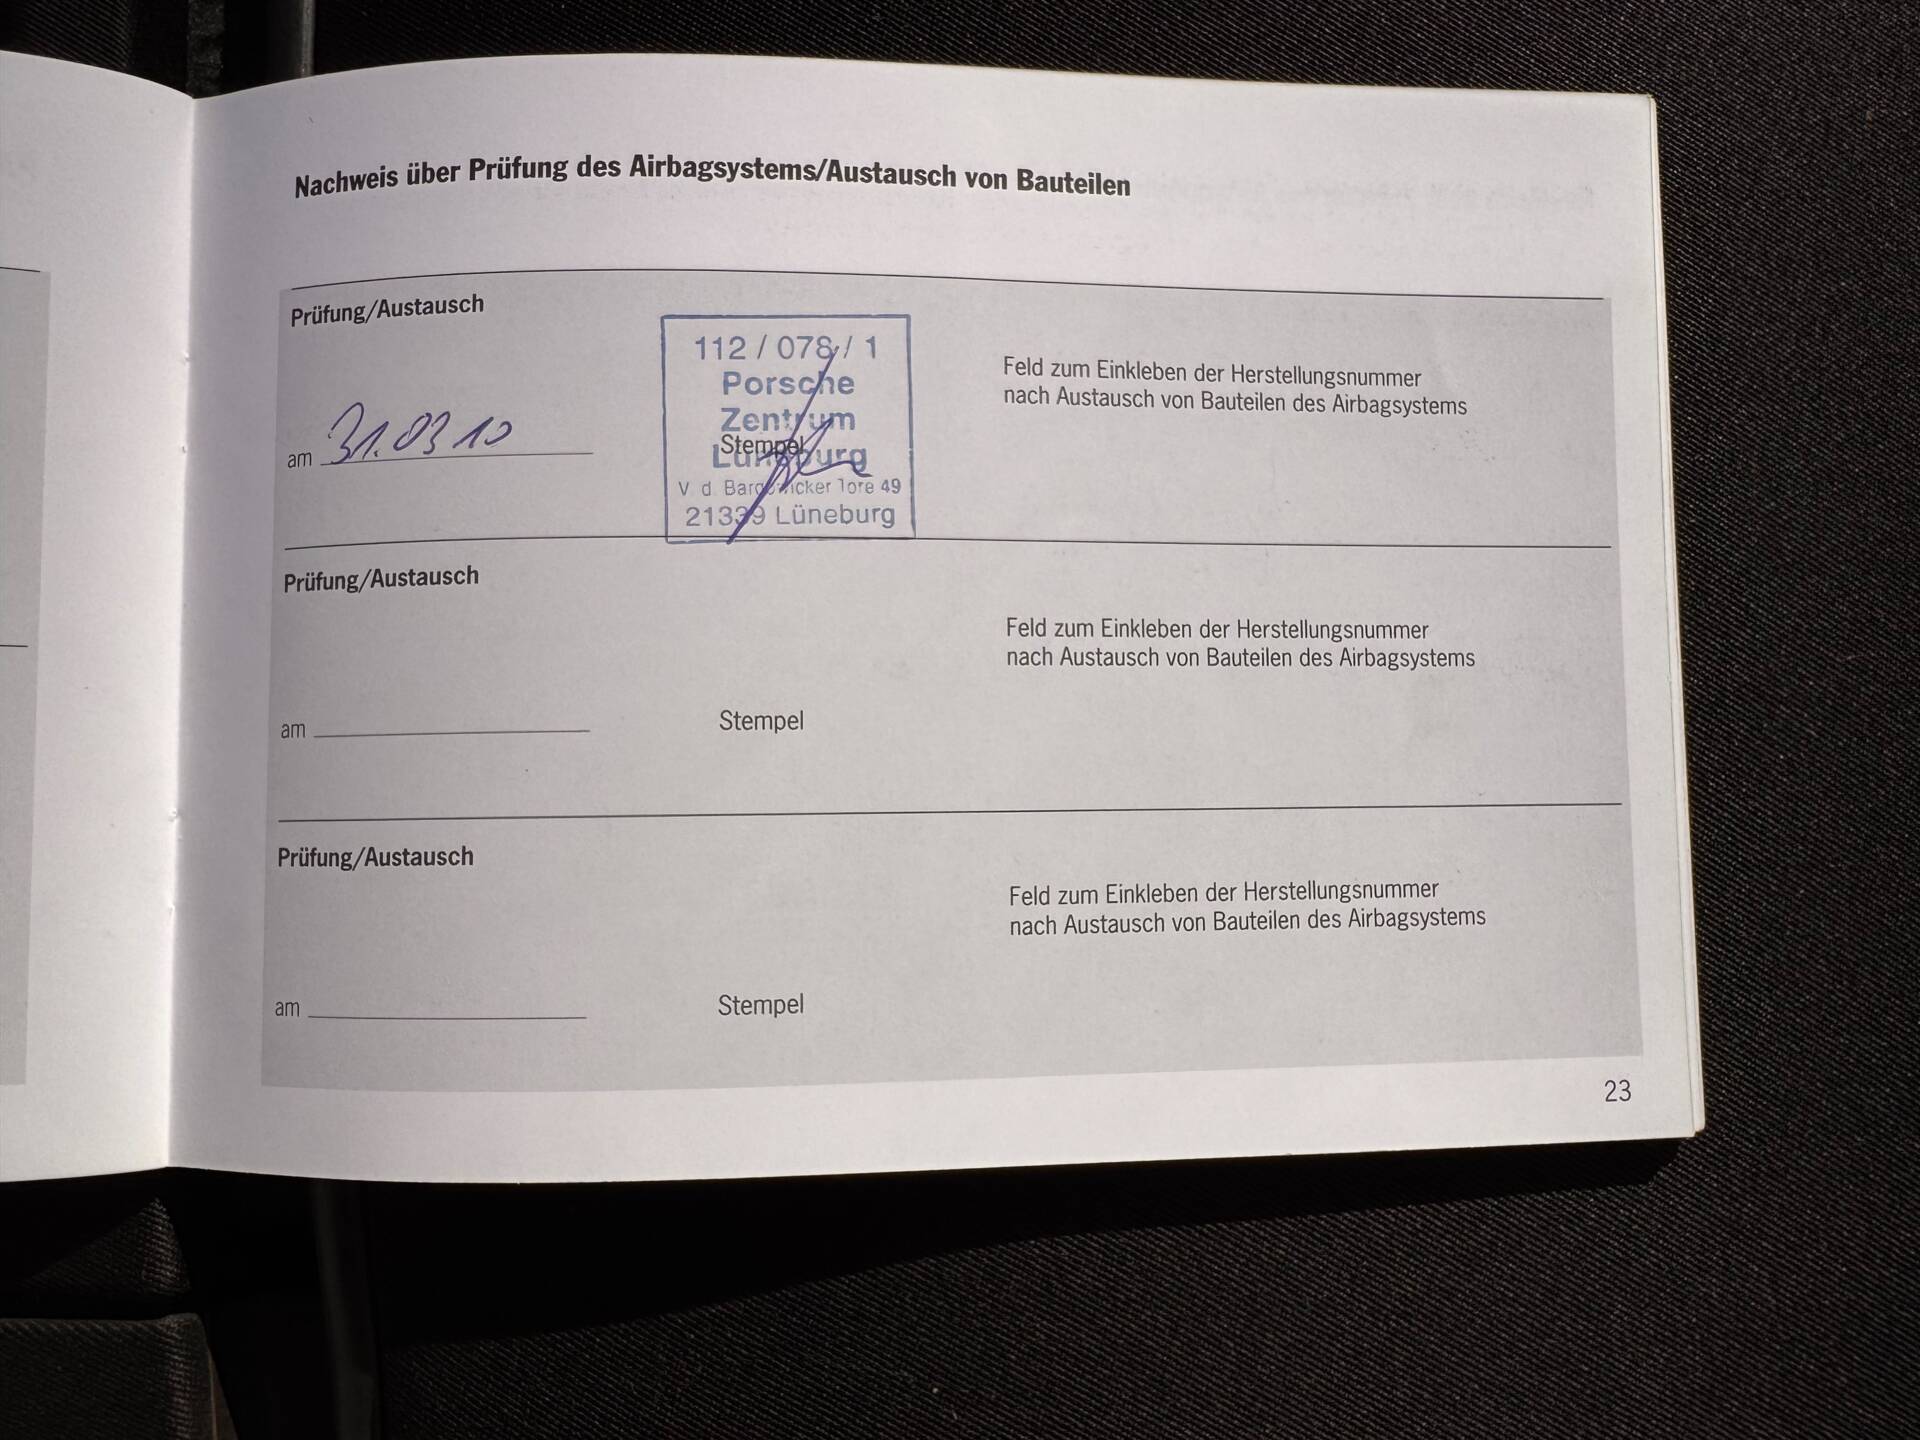 Nachweis über Prüfung des Airbagsystems/Austausch von Bauteilen
Prüfung/Austausch
112 / 078 / 1
Porsche
Zentrum
Lüneburg
V. d. Bardowicker Tore 49
21339 Lüneburg
Stempel
am 31.03 10
Feld zum Einkleben der Herstellungsnummer
nach Austausch von Bauteilen des Airbagsystems
Prüfung/Austausch
am
Stempel
Feld zum Einkleben der Herstellungsnummer
nach Austausch von Bauteilen des Airbagsystems
Prüfung/Austausch
am
Stempel
Feld zum Einkleben der Herstellungsnummer
nach Austausch von Bauteilen des Airbagsystems
23